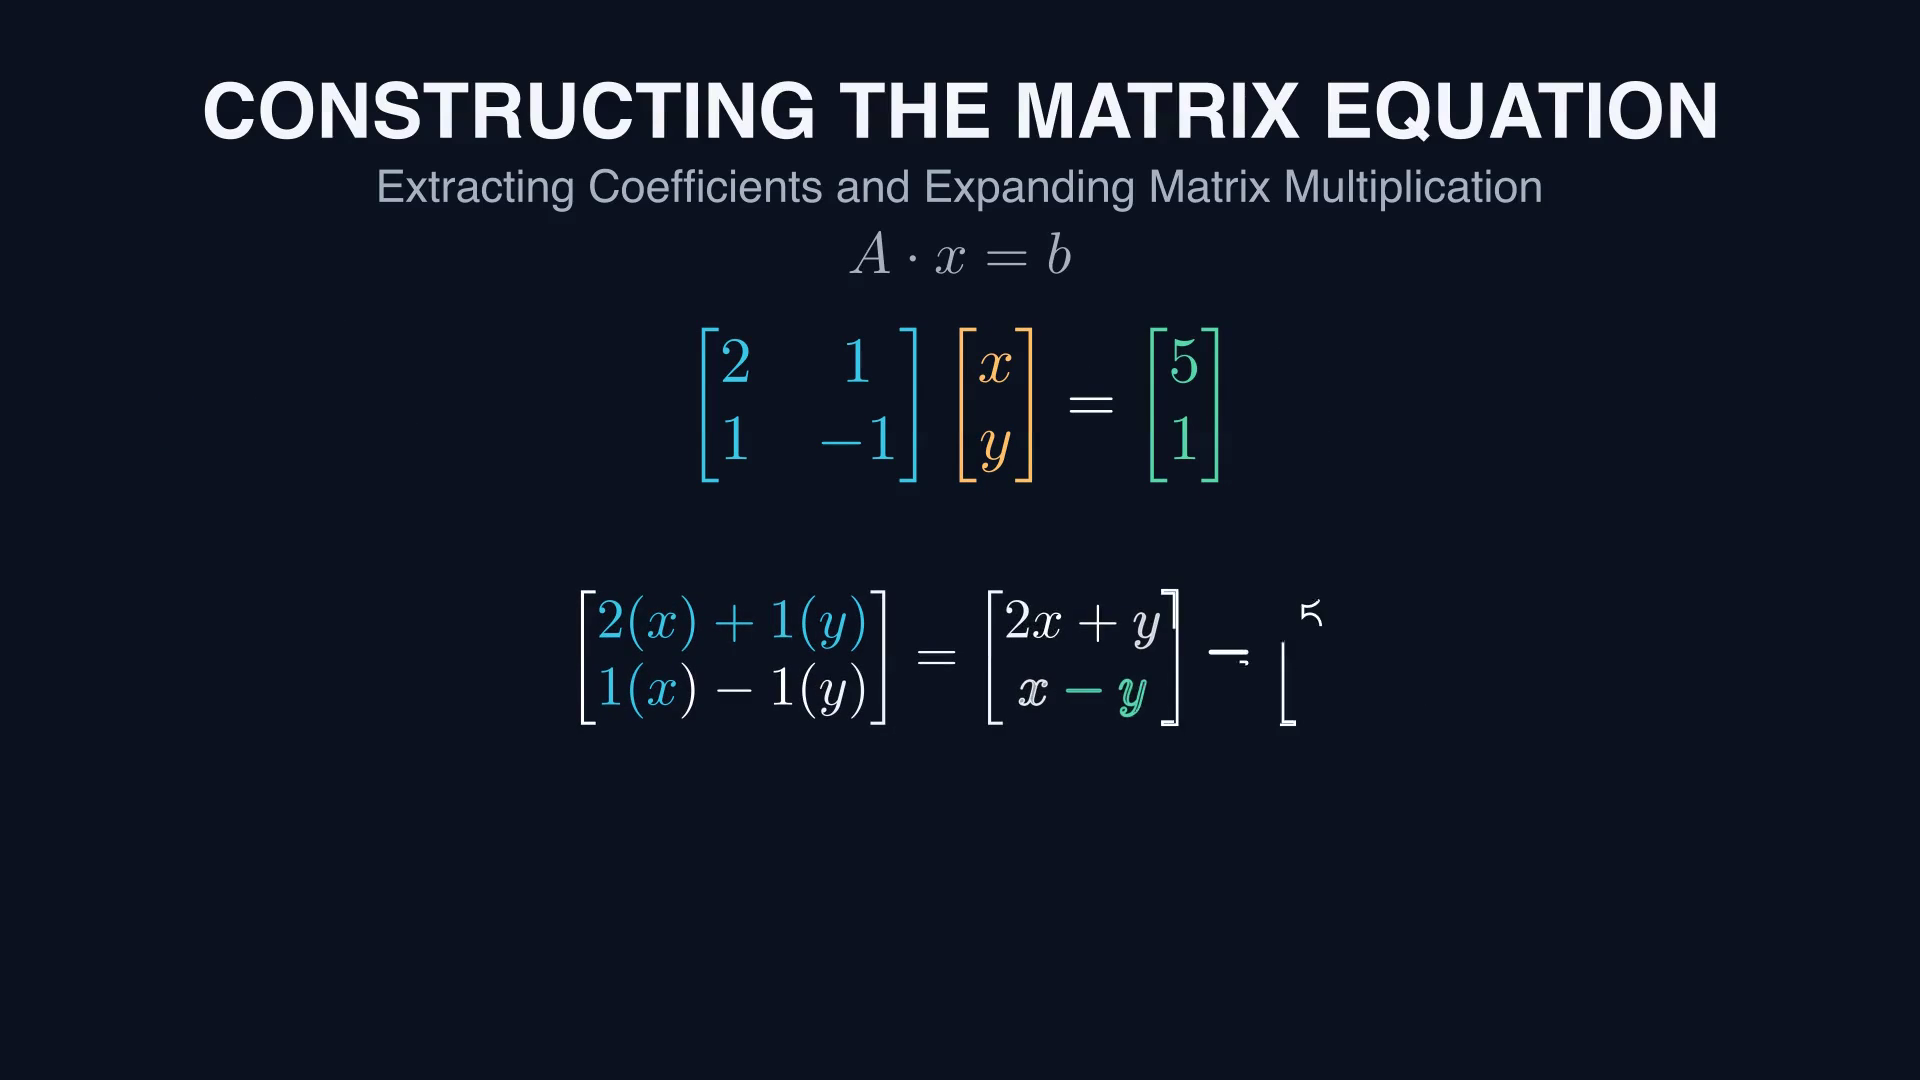 CONSTRUCTING THE MATRIX EQUATION
Extracting Coefficients and Expanding Matrix Multiplication
A · x = b
[2 1; 1 −1] [x; y] = [5; 1]
[2(x) + 1(y); 1(x) − 1(y)] = [2x + y; x − y]